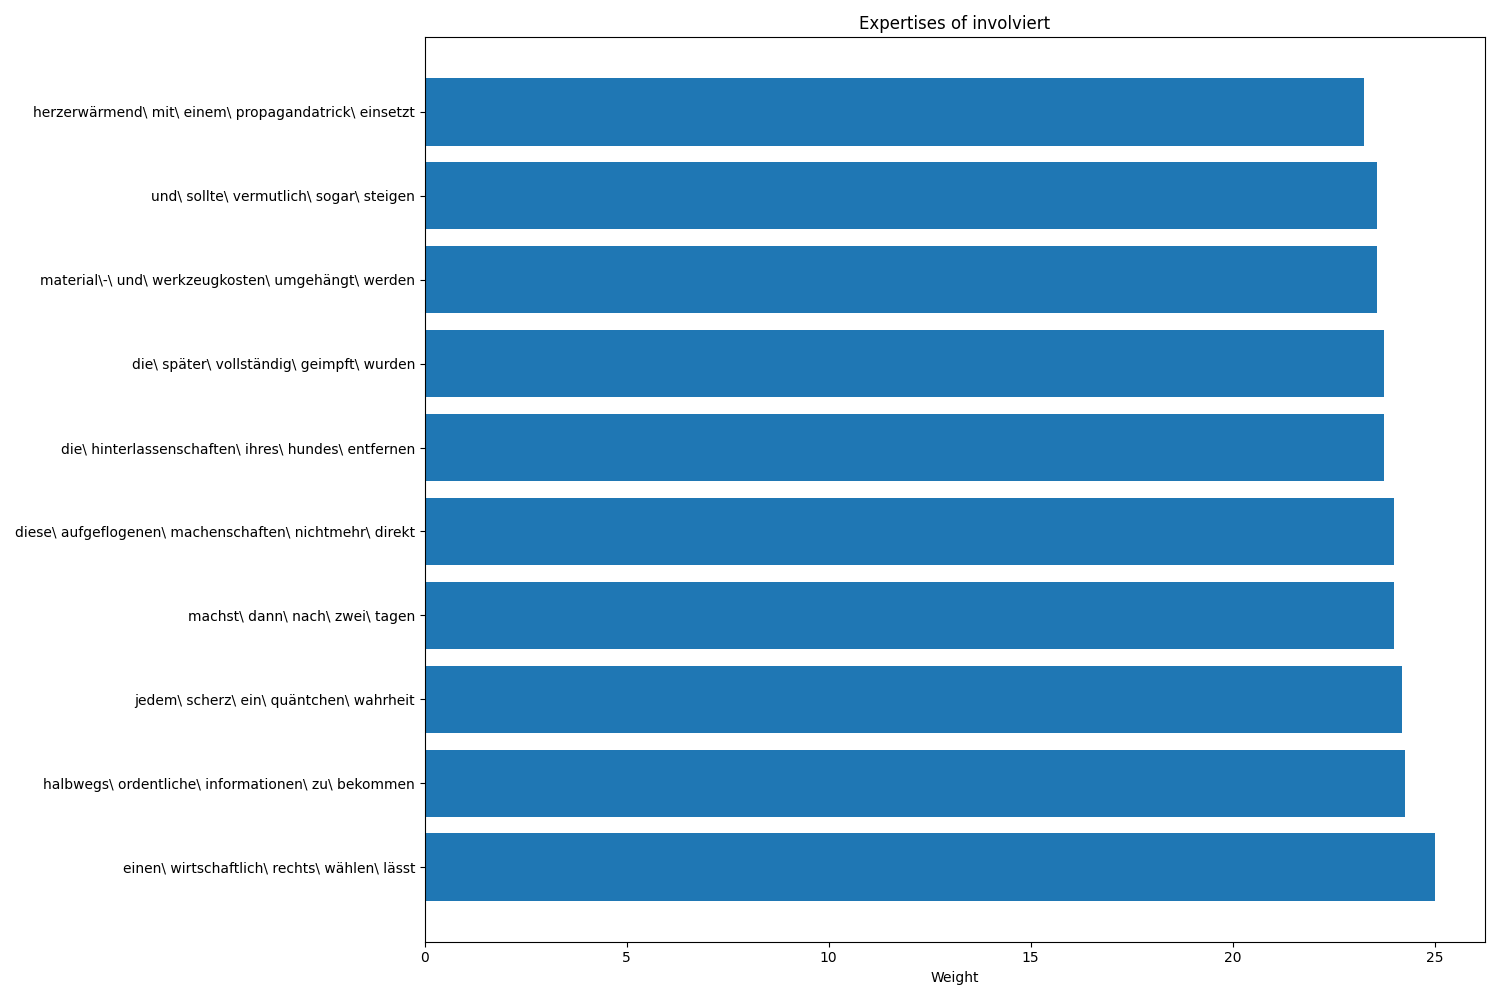 Expertises of involviert
herzerwärmend\ mit\ einem\ propagandatrick\ einsetzt
und\ sollte\ vermutlich\ sogar\ steigen
material\-\ und\ werkzeugkosten\ umgehängt\ werden
die\ später\ vollständig\ geimpft\ wurden
die\ hinterlassenschaften\ ihres\ hundes\ entfernen
diese\ aufgeflogenen\ machenschaften\ nichtmehr\ direkt
machst\ dann\ nach\ zwei\ tagen
jedem\ scherz\ ein\ quäntchen\ wahrheit
halbwegs\ ordentliche\ informationen\ zu\ bekommen
einen\ wirtschaftlich\ rechts\ wählen\ lässt
0 5 10 15 20 25
Weight